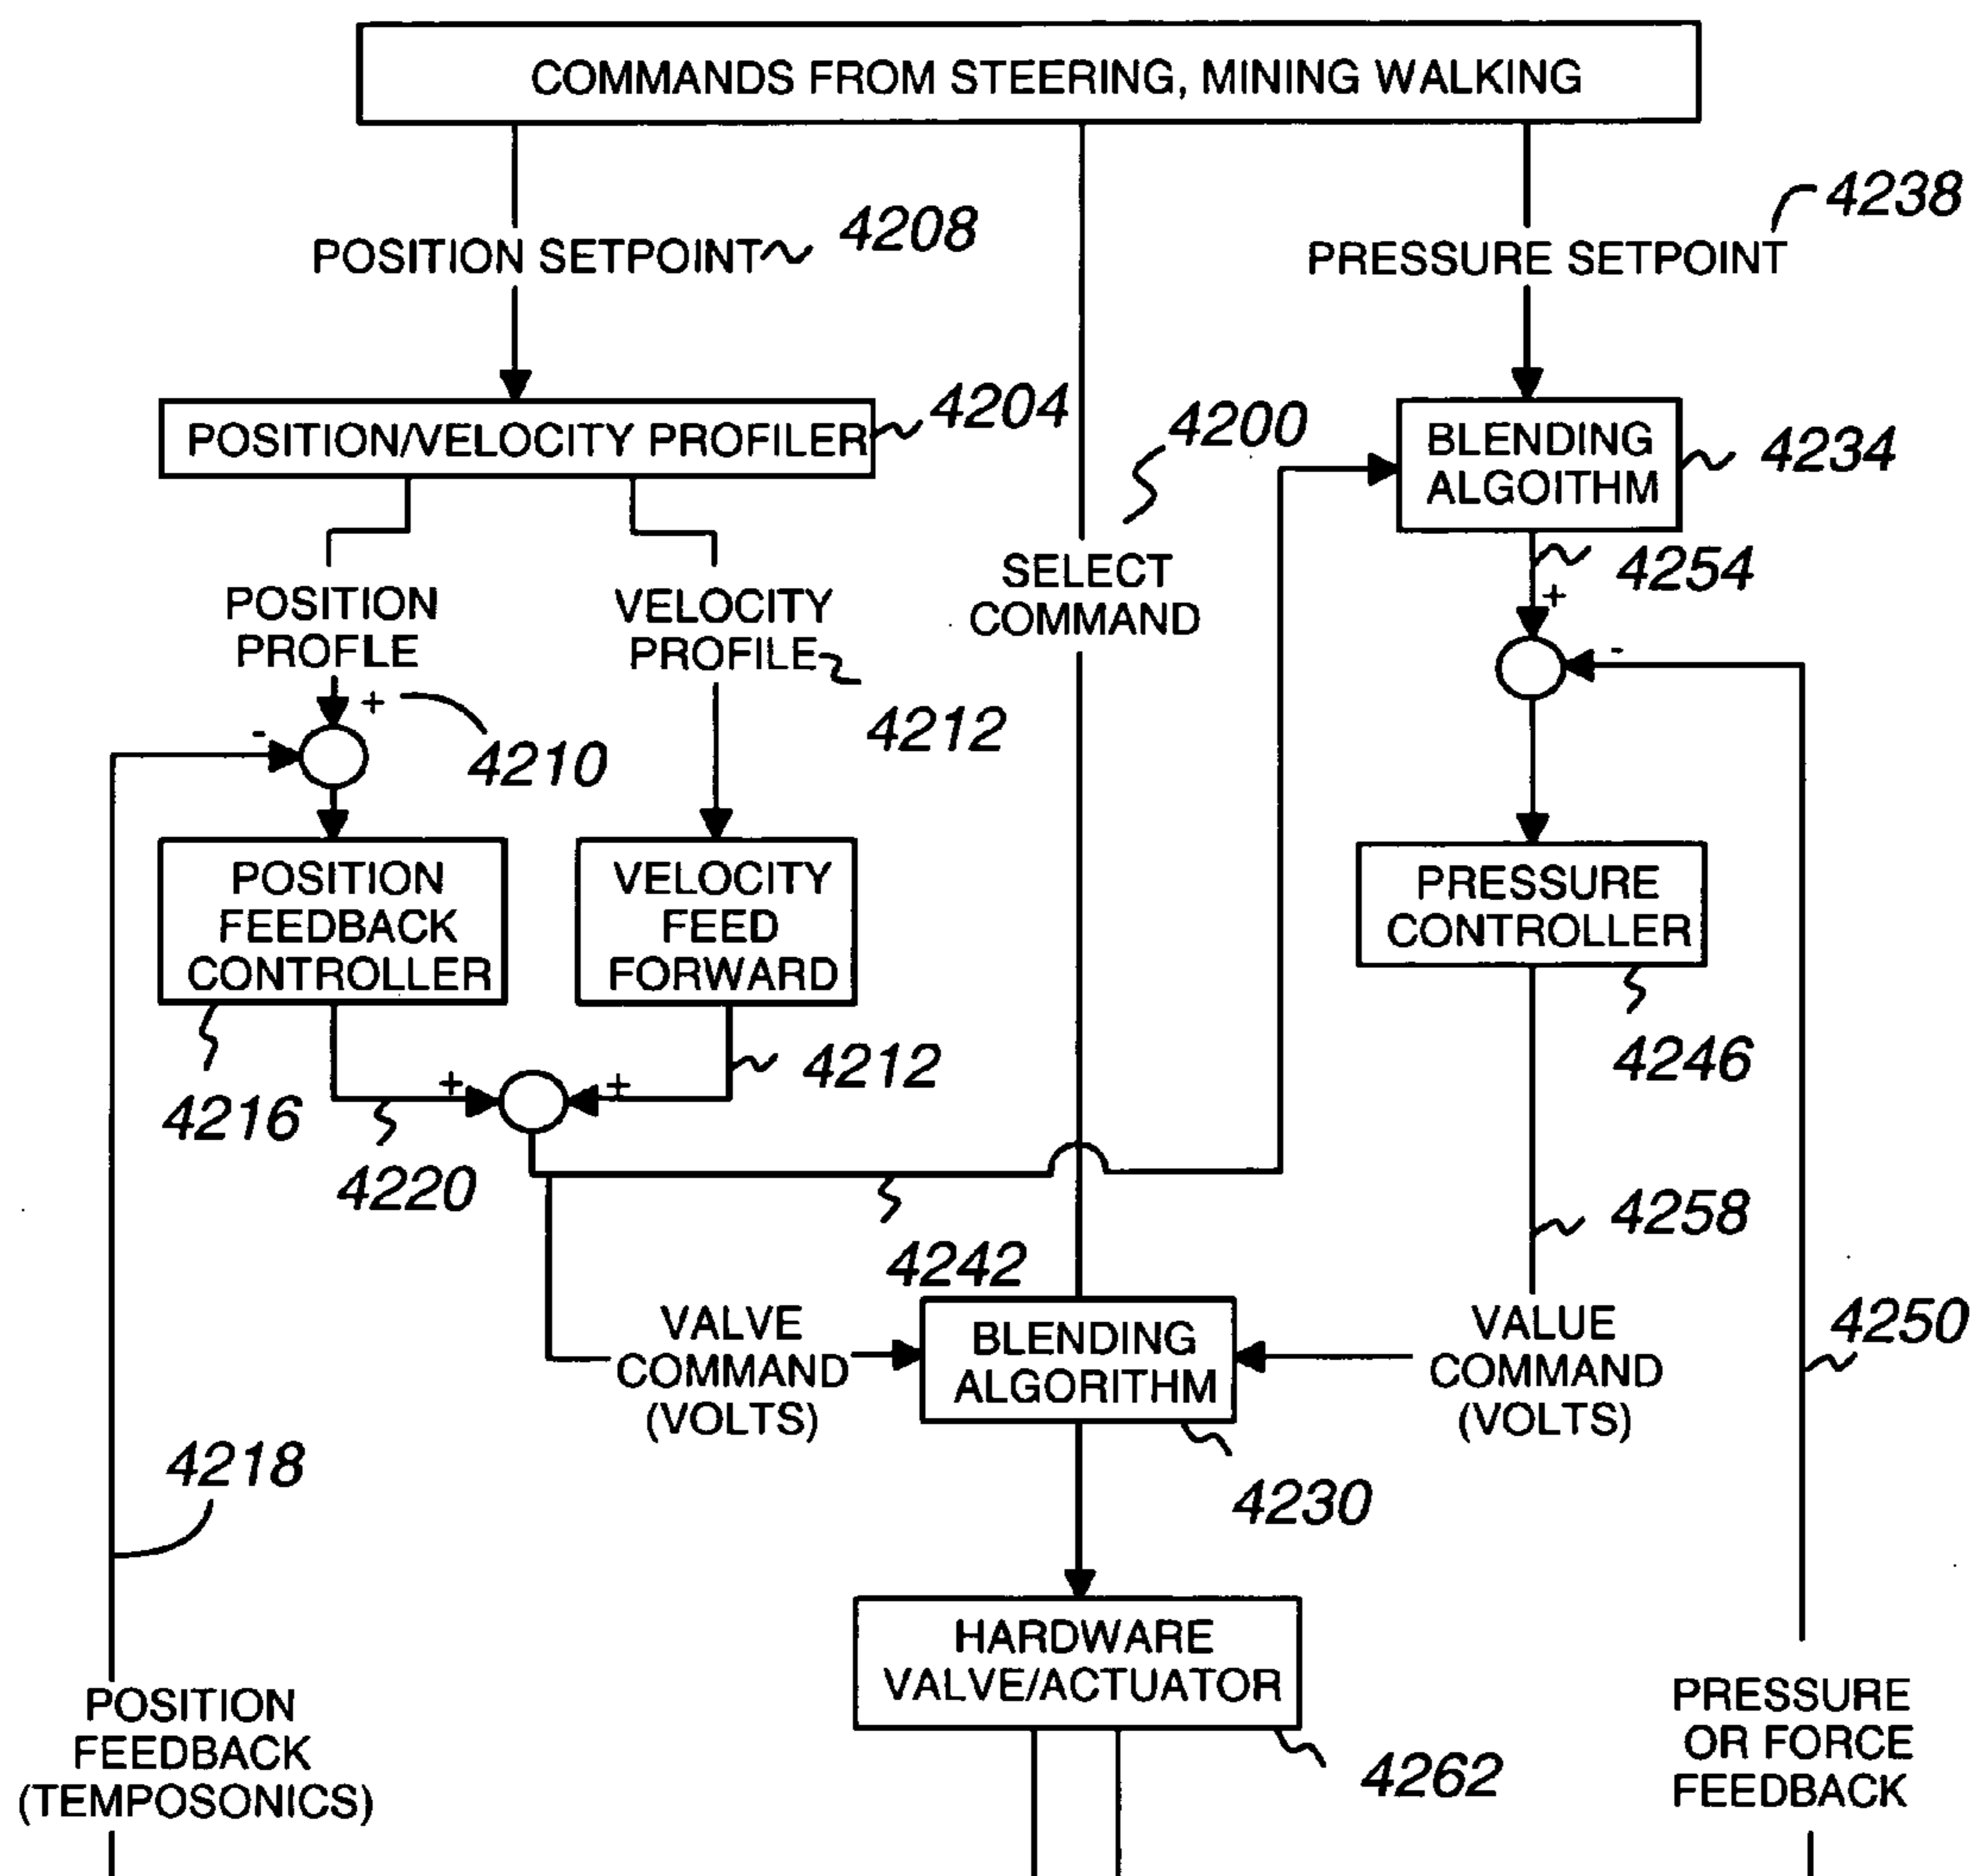 COMMANDS FROM STEERING, MINING WALKING
4238
4208
POSITION SETPOINT
PRESSURE SETPOINT
4204
4200
POSITION/VELOCITY PROFILER
BLENDING
ALGOITHM
4234
4254
SELECT
COMMAND
+
POSITION
PROFLE
VELOCITY
PROFILE
-
+
4212
-
4210
POSITION
FEEDBACK
CONTROLLER
VELOCITY
FEED
FORWARD
PRESSURE
CONTROLLER
4246
4212
+
+
4216
4220
4258
4242
4250
VALVE
COMMAND
(VOLTS)
BLENDING
ALGORITHM
VALUE
COMMAND
(VOLTS)
4218
4230
HARDWARE
VALVE/ACTUATOR
POSITION
FEEDBACK
(TEMPOSONICS)
PRESSURE
OR FORCE
FEEDBACK
4262